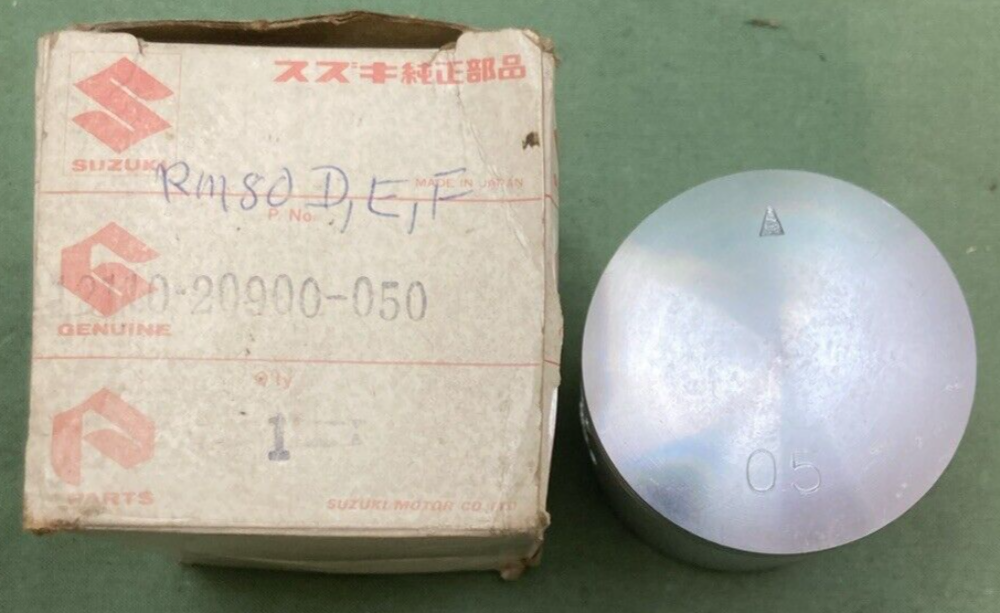 スズキ純正部品
SUZUKI
MADE IN JAPAN
RM80 D, E, F
P. No.
12110-20900-050
GENUINE
Q'ty
1
PARTS
SUZUKI MOTOR CO., LTD.
A
05